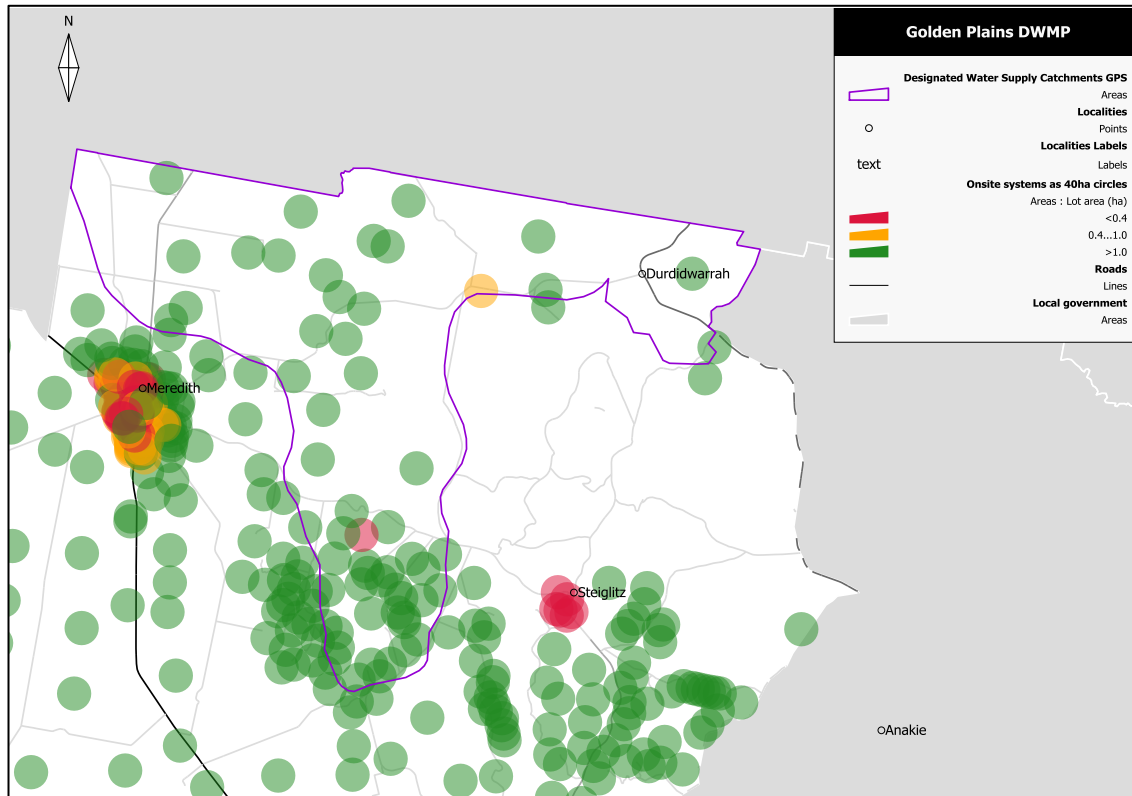 N
Golden Plains DWMP
Designated Water Supply Catchments GPS
Areas
Localities
Points
Localities Labels
text
Labels
Onsite systems as 40ha circles
Areas : Lot area (ha)
<0.4
0.4...1.0
>1.0
Roads
Lines
Local government
Areas
Durdidwarrah
Meredith
Steiglitz
Anakie